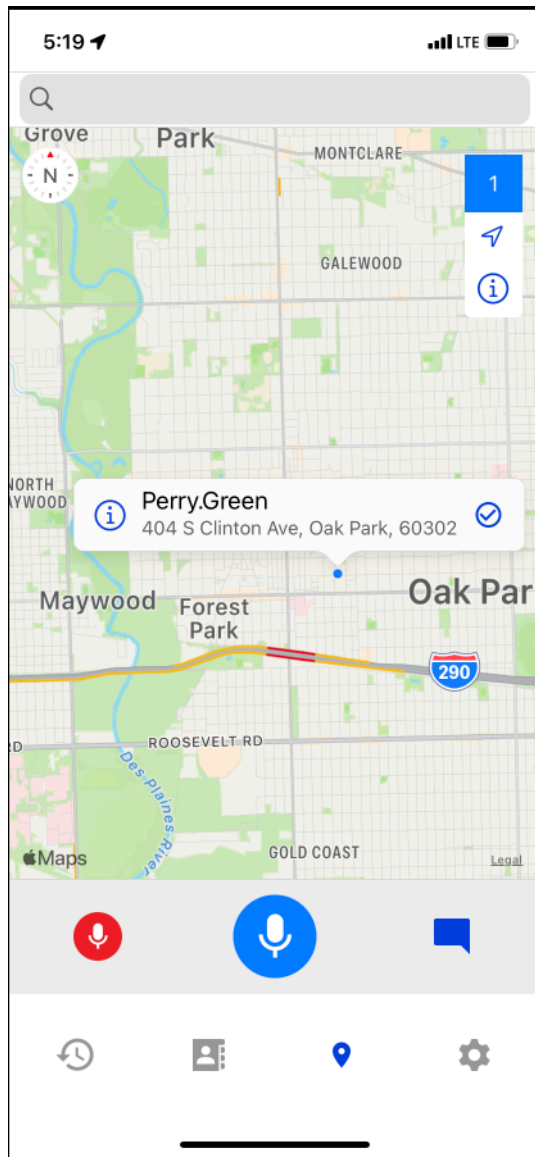 5:19
LTE
Grove
Park
MONTCLARE
N
1
GALEWOOD
NORTH
AYWOOD
Perry.Green
404 S Clinton Ave, Oak Park, 60302
Maywood
Forest
Park
Oak Par
290
RD
ROOSEVELT RD
Des Plaines River
GOLD COAST
Maps
Legal